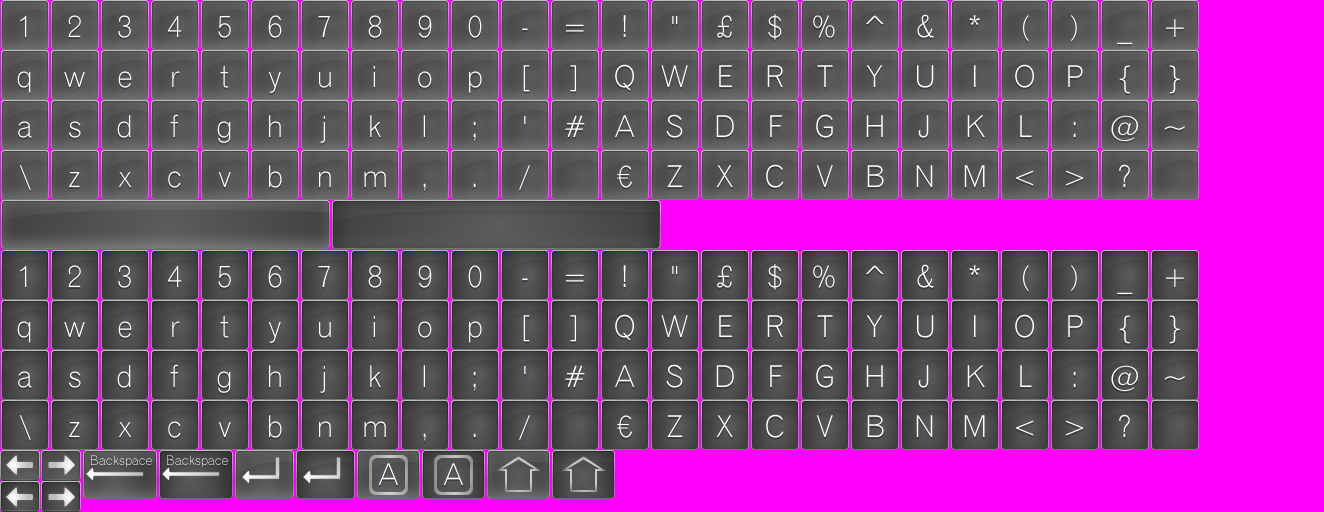 1 2 3 4 5 6 7 8 9 0 - = ! " £ $ % ^ & * ( ) _ +
q w e r t y u i o p [ ] Q W E R T Y U I O P { }
a s d f g h j k l ; ' # A S D F G H J K L : @ ~
\ z x c v b n m , . / € Z X C V B N M < > ?
1 2 3 4 5 6 7 8 9 0 - = ! " £ $ % ^ & * ( ) _ +
q w e r t y u i o p [ ] Q W E R T Y U I O P { }
a s d f g h j k l ; ' # A S D F G H J K L : @ ~
\ z x c v b n m , . / € Z X C V B N M < > ?
Backspace Backspace A A